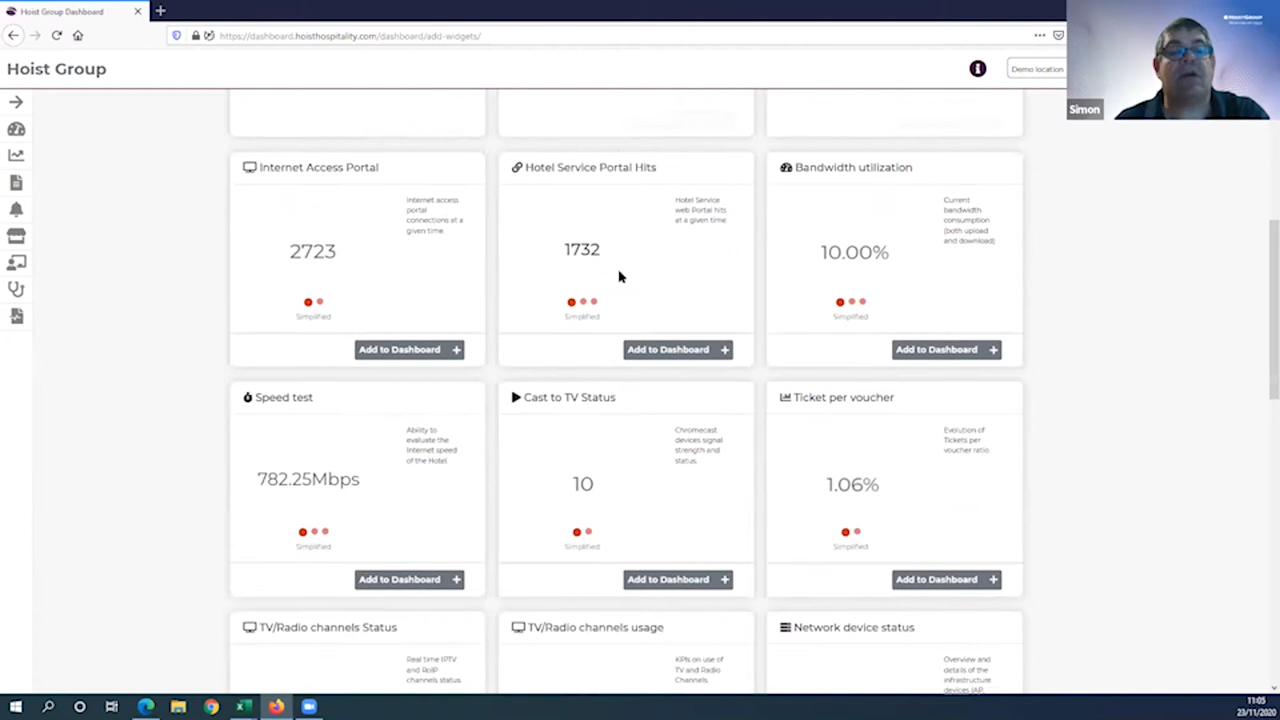 Hoist Group Dashboard
https://dashboard.hoisthospitality.com/dashboard/add-widgets/
Hoist Group
Demo location
HOISTGROUP
Simon
Internet Access Portal
Internet access
portal
connections at a
given time.
2723
Simplified
Add to Dashboard +
Hotel Service Portal Hits
Hotel Service
web Portal hits
at a given time
1732
Simplified
Add to Dashboard +
Bandwidth utilization
Current
bandwidth
consumption
(both upload
and download)
10.00%
Simplified
Add to Dashboard +
Speed test
Ability to
evaluate the
Internet speed
of the Hotel.
782.25Mbps
Simplified
Add to Dashboard +
Cast to TV Status
Chromecast
devices signal
strength and
status.
10
Simplified
Add to Dashboard +
Ticket per voucher
Evolution of
Tickets per
voucher ratio.
1.06%
Simplified
Add to Dashboard +
TV/Radio channels Status
Real time IPTV
and RoIP
channels status.
TV/Radio channels usage
KPIs on use of
TV and Radio
Channels.
Network device status
Overview and
details of the
infrastructure
devices (AP,
11:05
23/11/2020